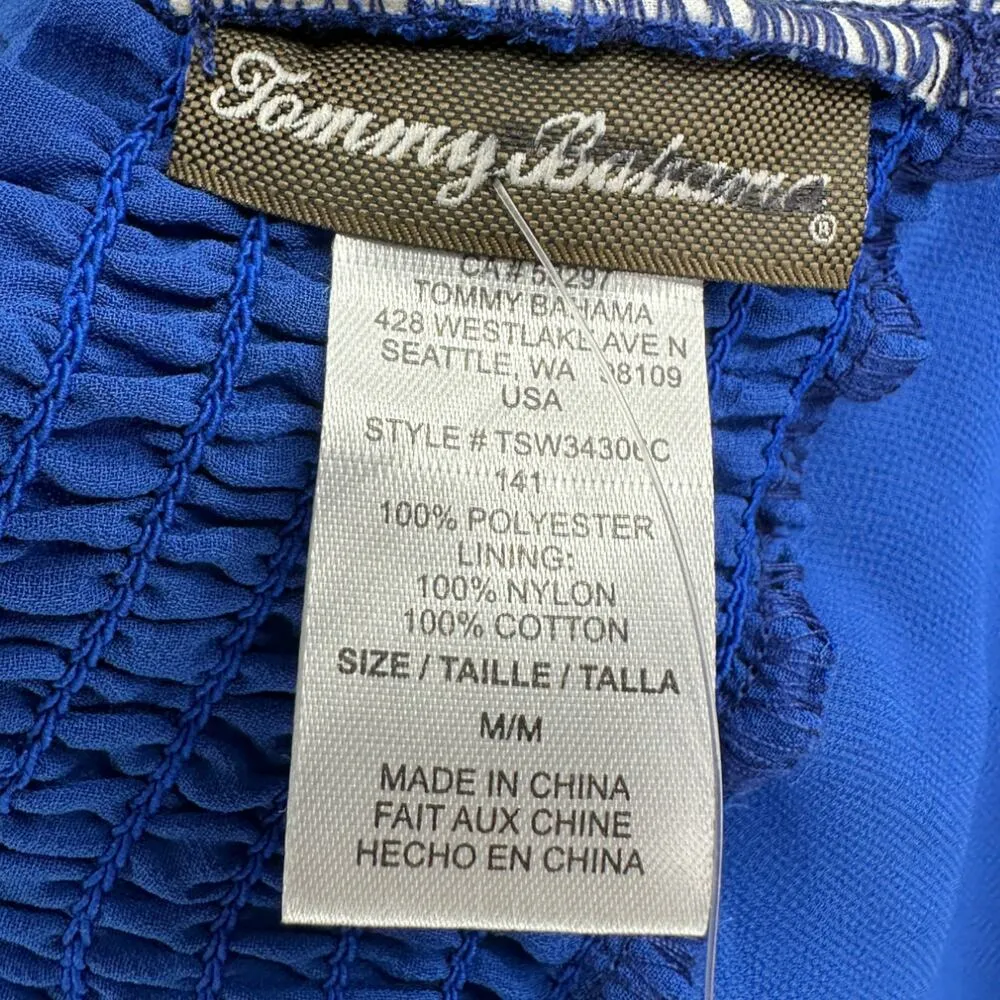 Tommy Bahama ®
CA#
TOMMY BAHAMA
428 WESTLAKE AVE N
SEATTLE, WA 98109
USA
STYLE #
141
100% POLYESTER
LINING:
100% NYLON
100% COTTON
SIZE / TAILLE / TALLA
M/M
MADE IN CHINA
FAIT AUX CHINE
HECHO EN CHINA